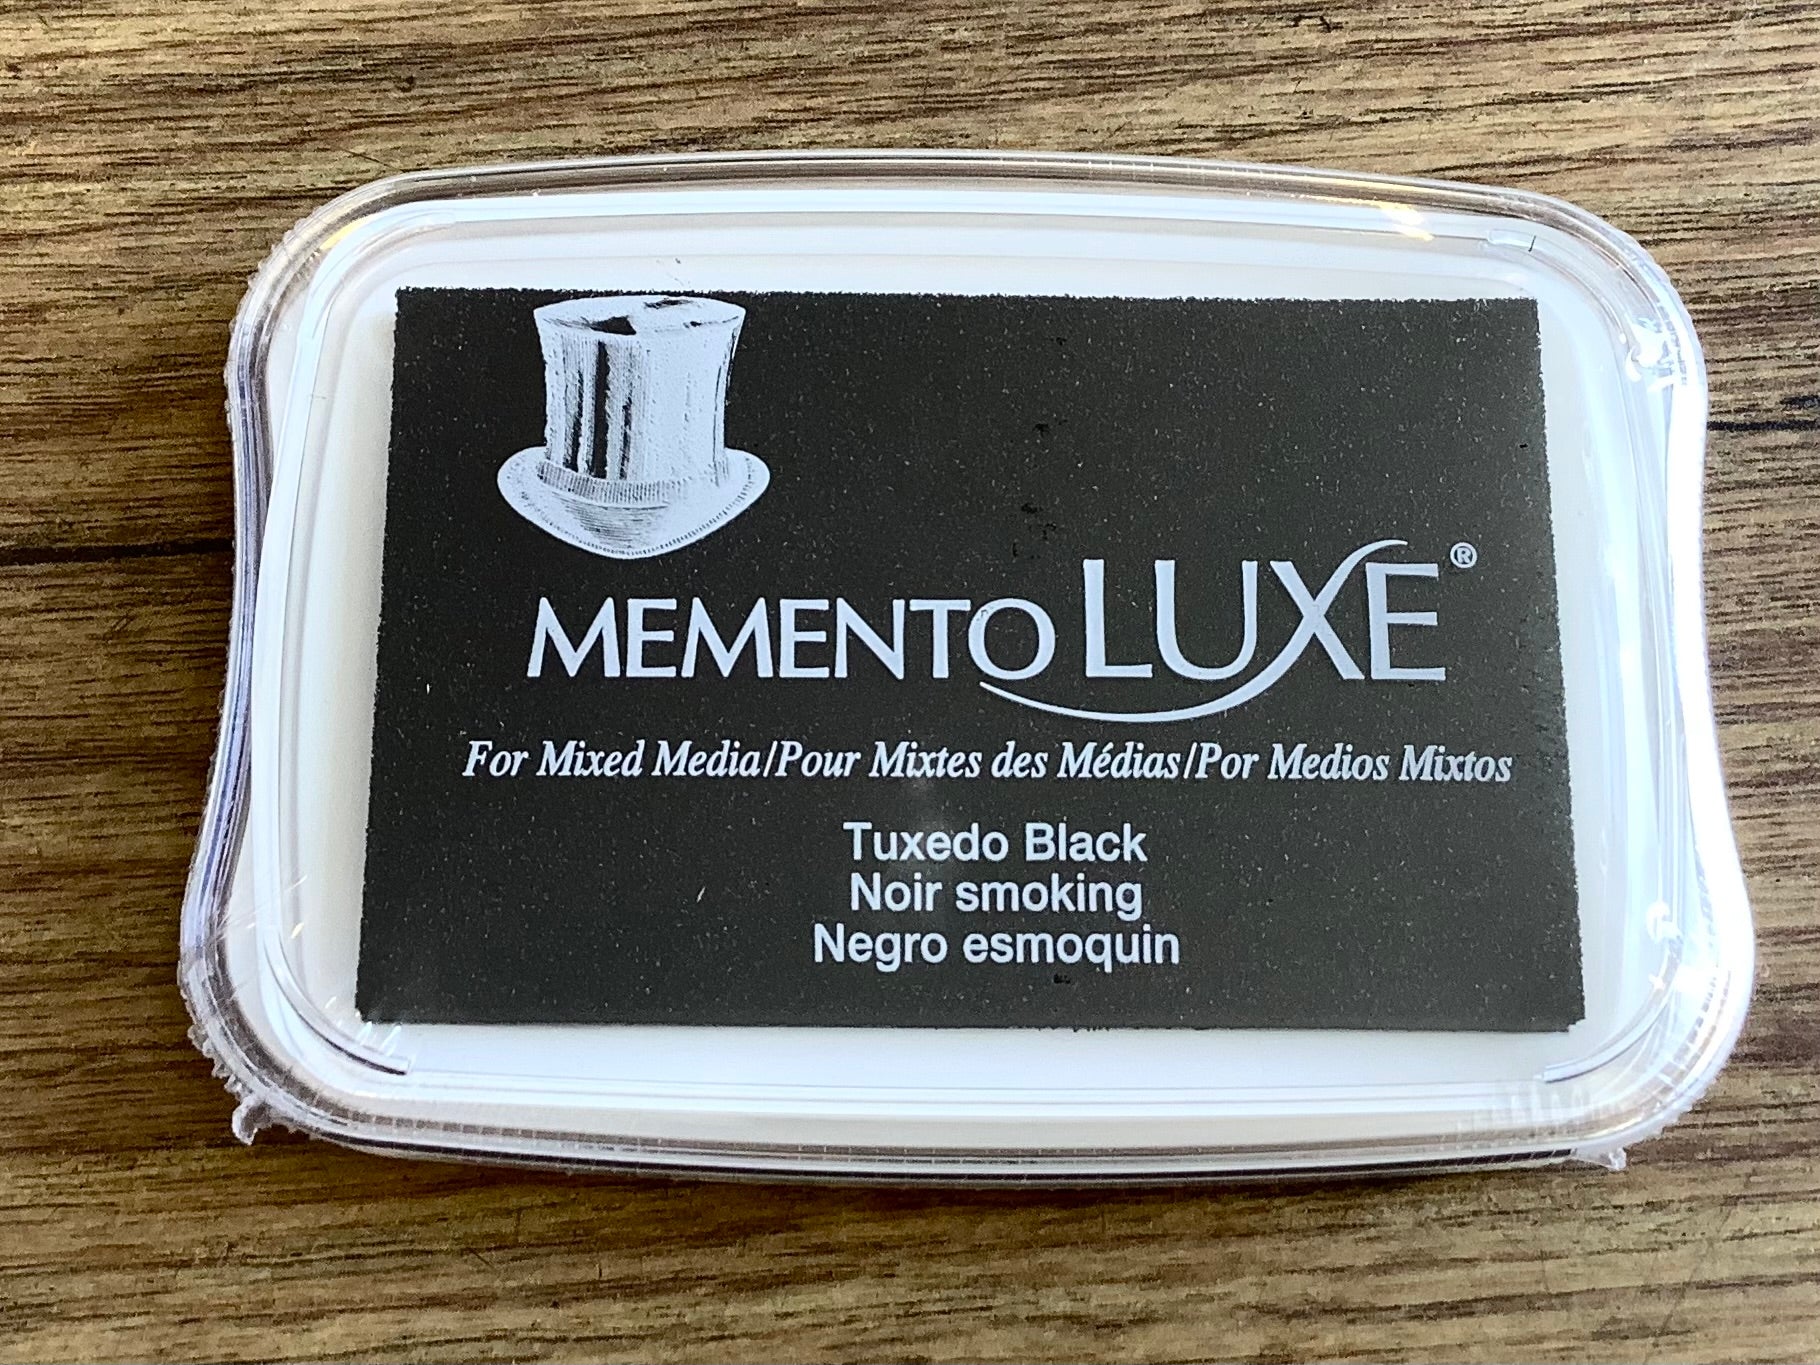 MEMENTO LUXE®
For Mixed Media/Pour Mixtes des Médias/Por Medios Mixtos
Tuxedo Black
Noir smoking
Negro esmoquin